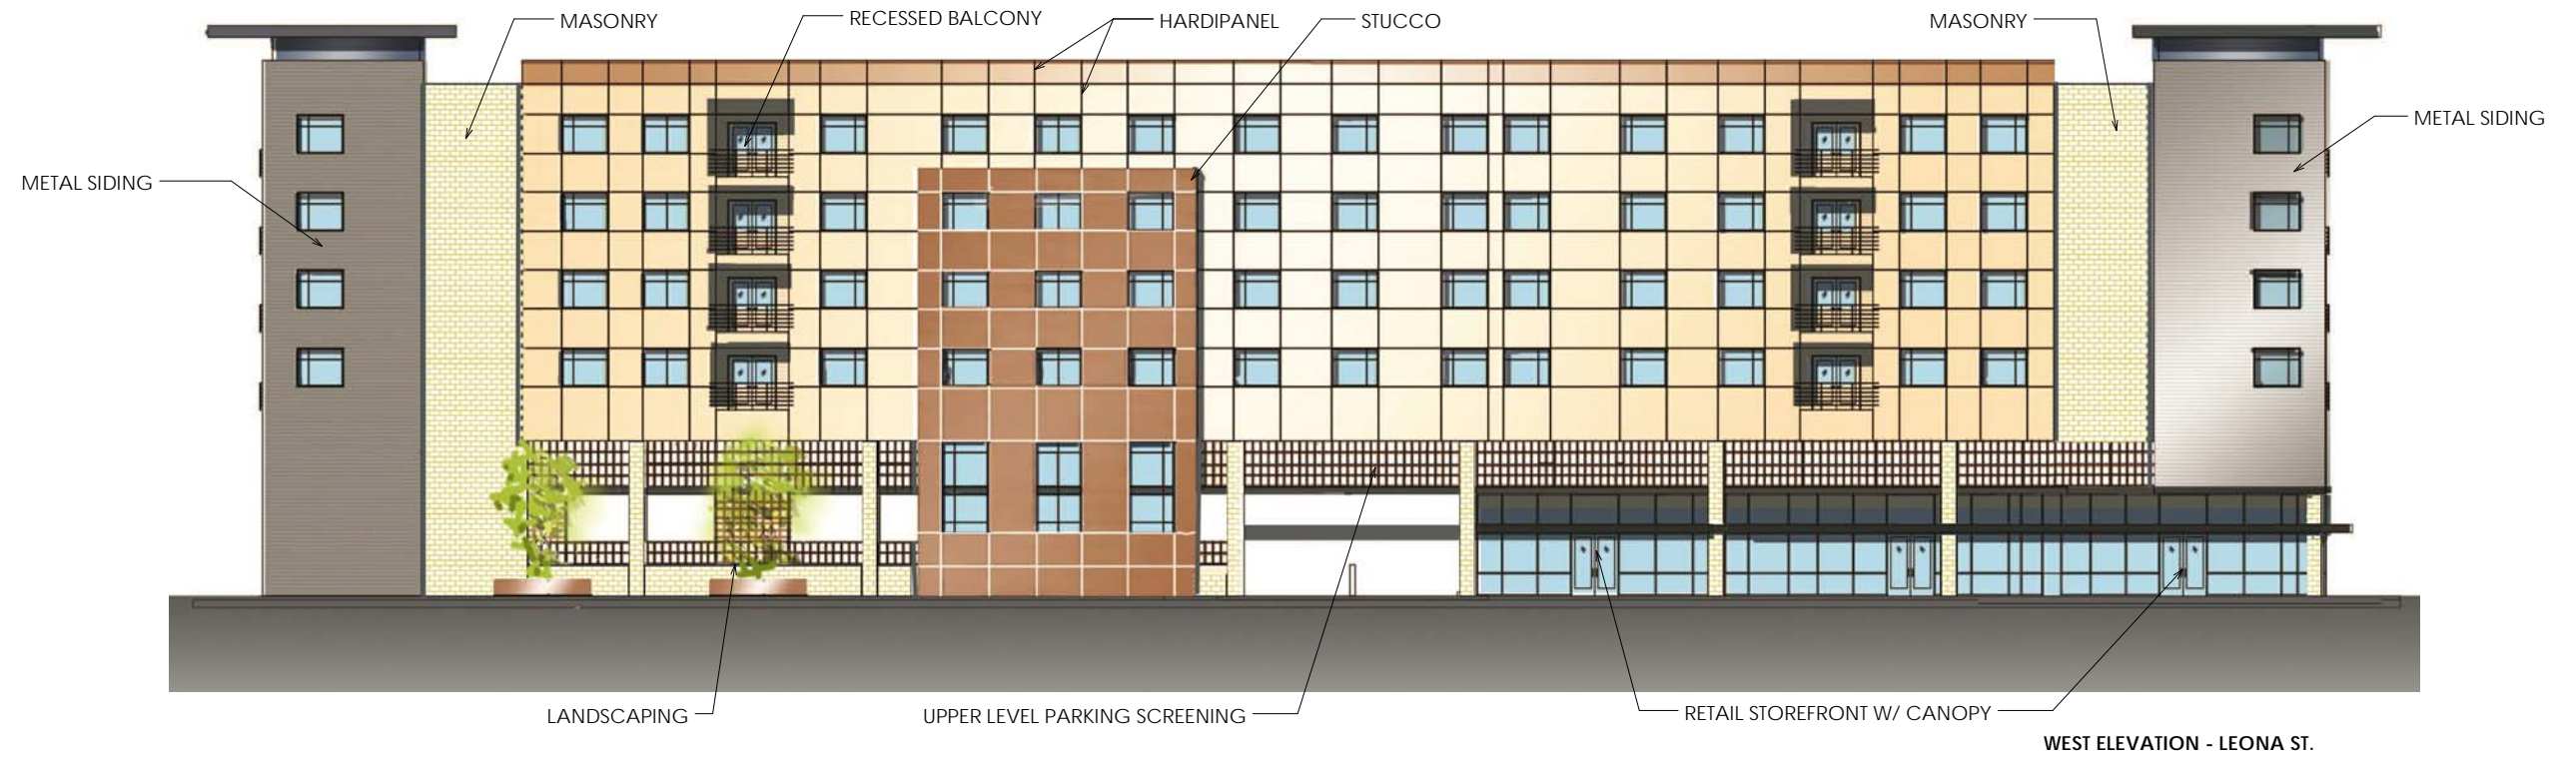 MASONRY
RECESSED BALCONY
HARDIPANEL
STUCCO
MASONRY
METAL SIDING
METAL SIDING
LANDSCAPING
UPPER LEVEL PARKING SCREENING
RETAIL STOREFRONT W/ CANOPY
WEST ELEVATION - LEONA ST.